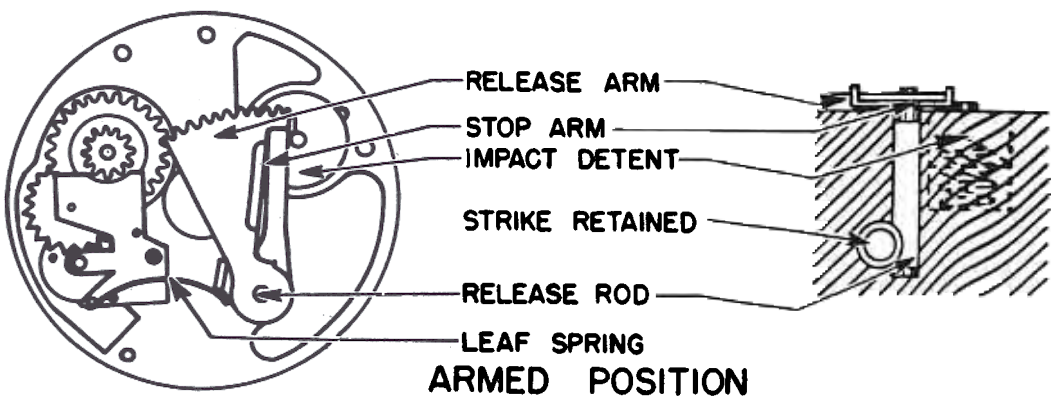 RELEASE ARM
STOP ARM
IMPACT DETENT
STRIKE RETAINED
RELEASE ROD
LEAF SPRING
ARMED POSITION